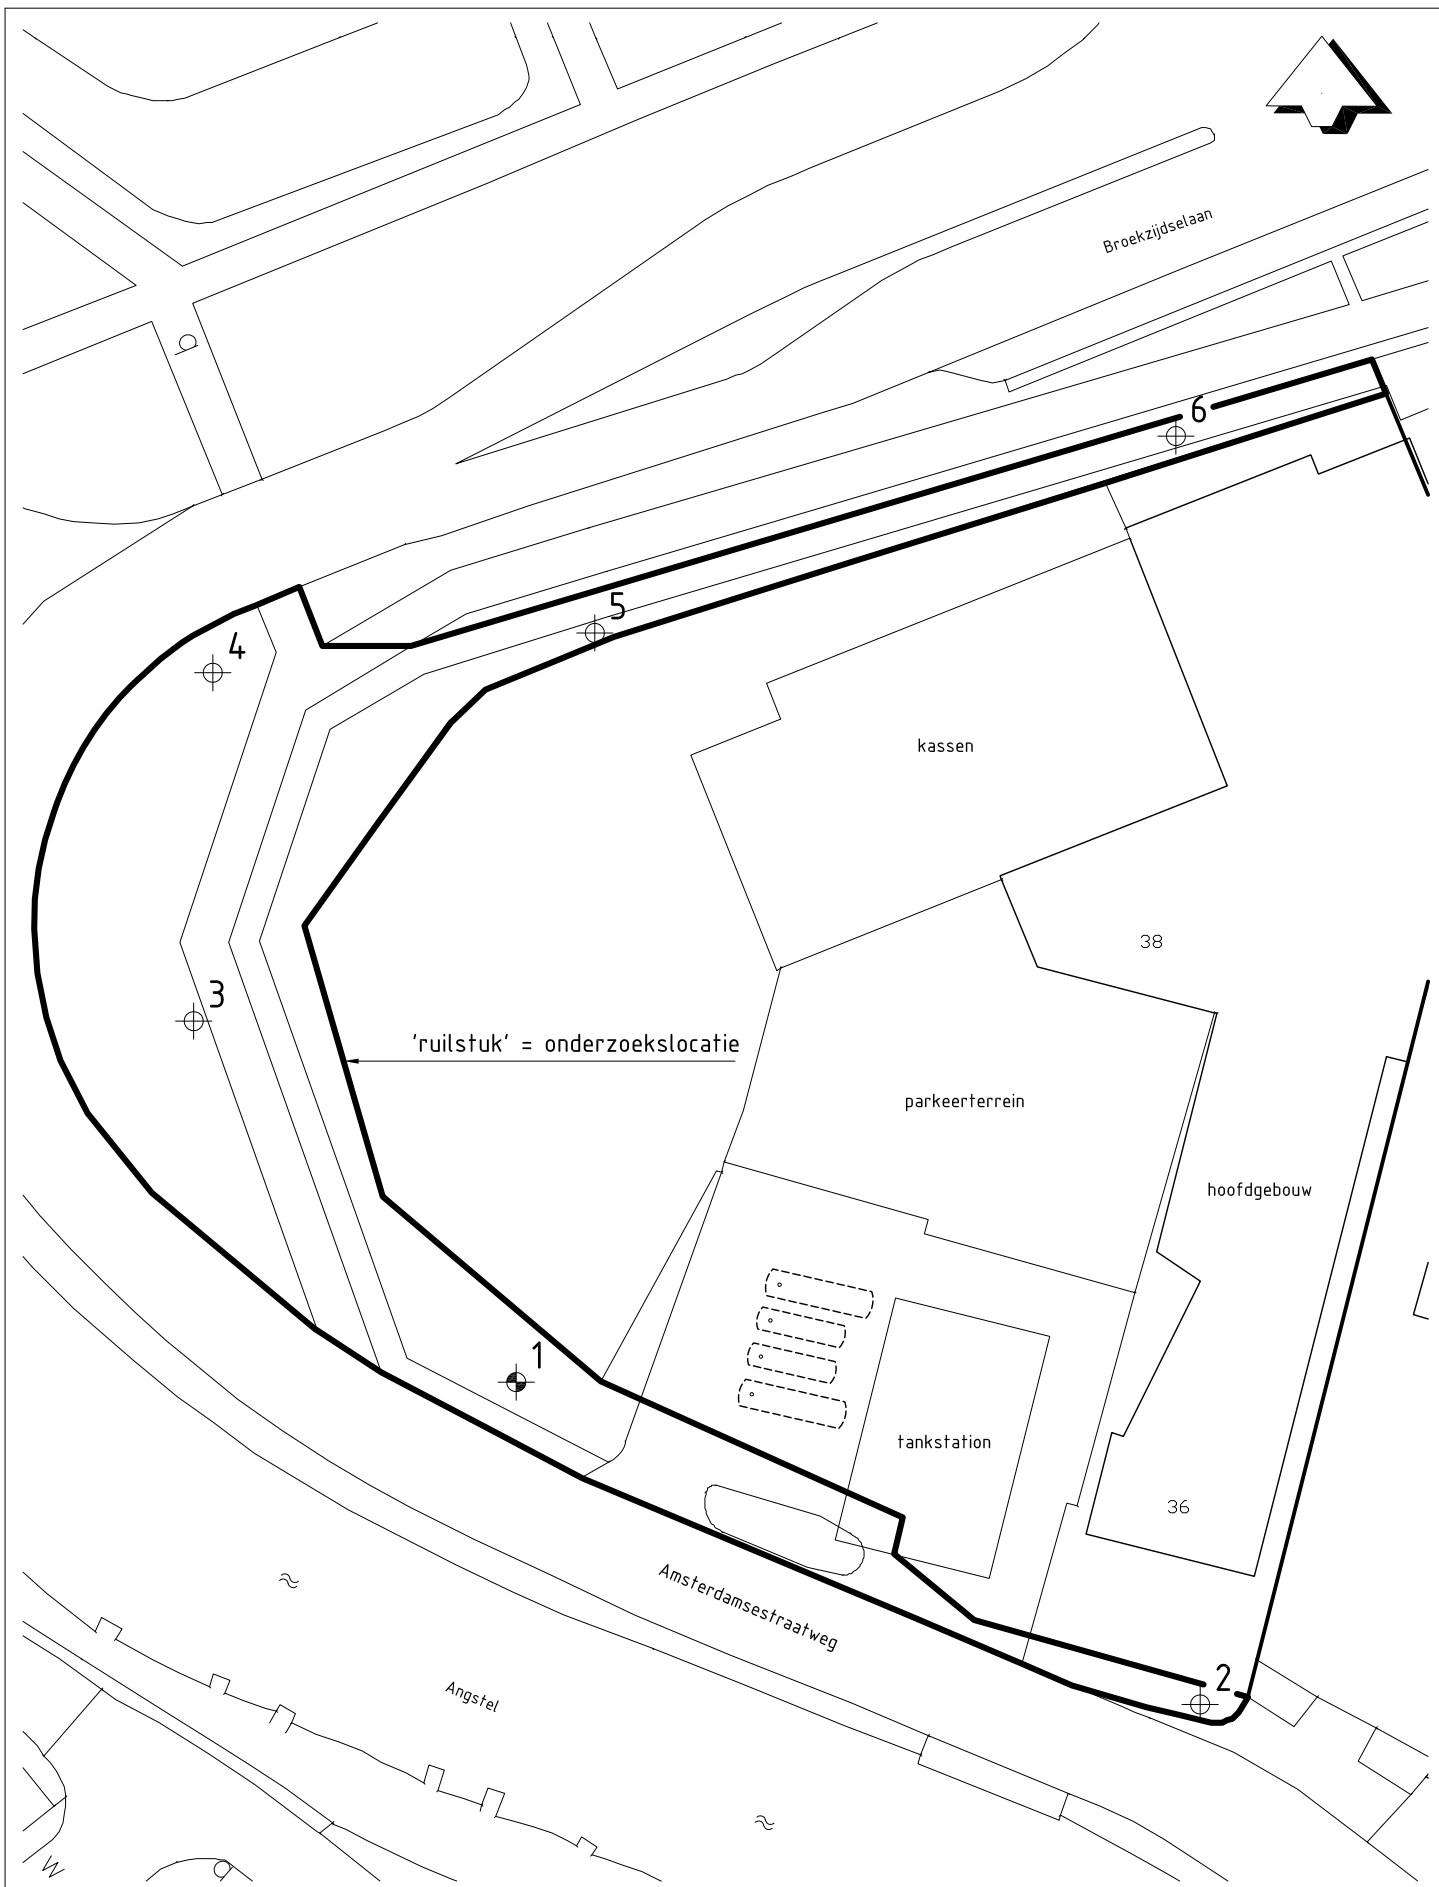 Broekzijdselaan
6
5
4
kassen
38
3
'ruilstuk' = onderzoekslocatie
parkeerterrein
hoofdgebouw
1
tankstation
36
Amsterdamsestraatweg
2
Angstel
W